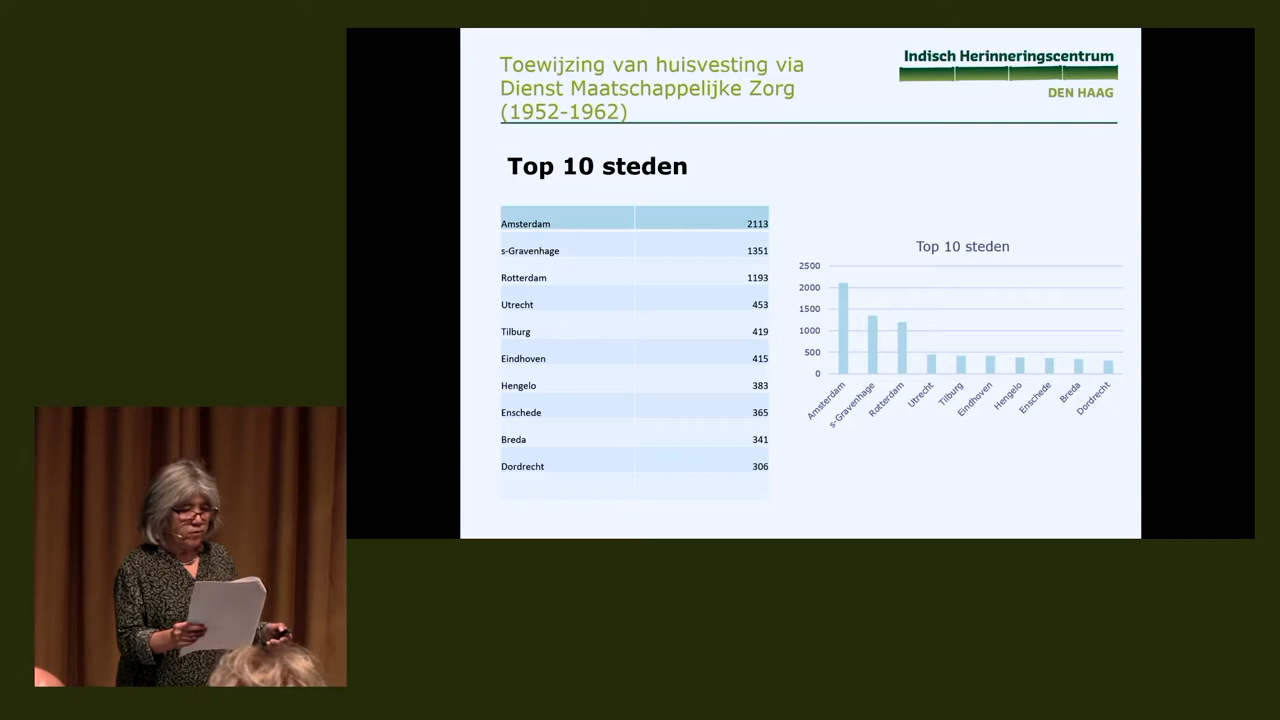 Toewijzing van huisvesting via
Dienst Maatschappelijke Zorg
(1952-1962)
Indisch Herinneringscentrum
DEN HAAG
Top 10 steden
Amsterdam 2113
s-Gravenhage 1351
Rotterdam 1193
Utrecht 453
Tilburg 419
Eindhoven 415
Hengelo 383
Enschede 365
Breda 341
Dordrecht 306
Top 10 steden
2500
2000
1500
1000
500
0
Amsterdam
s-Gravenhage
Rotterdam
Utrecht
Tilburg
Eindhoven
Hengelo
Enschede
Breda
Dordrecht